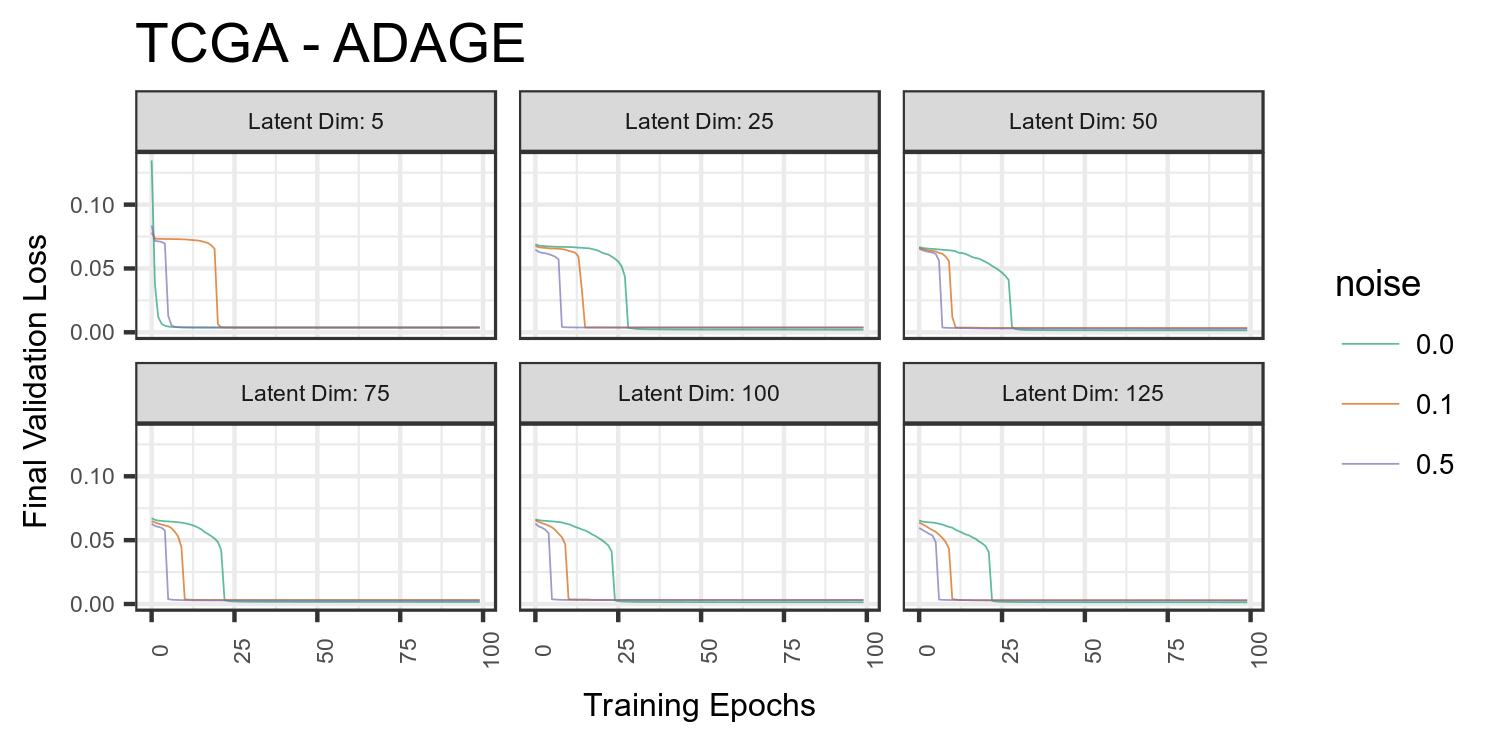 TCGA - ADAGE
Latent Dim: 5
Latent Dim: 25
Latent Dim: 50
0.10
0.05
0.00
Latent Dim: 75
Latent Dim: 100
Latent Dim: 125
0.10
0.05
0.00
0 25 50 75 100
0 25 50 75 100
0 25 50 75 100
Final Validation Loss
Training Epochs
noise
0.0
0.1
0.5